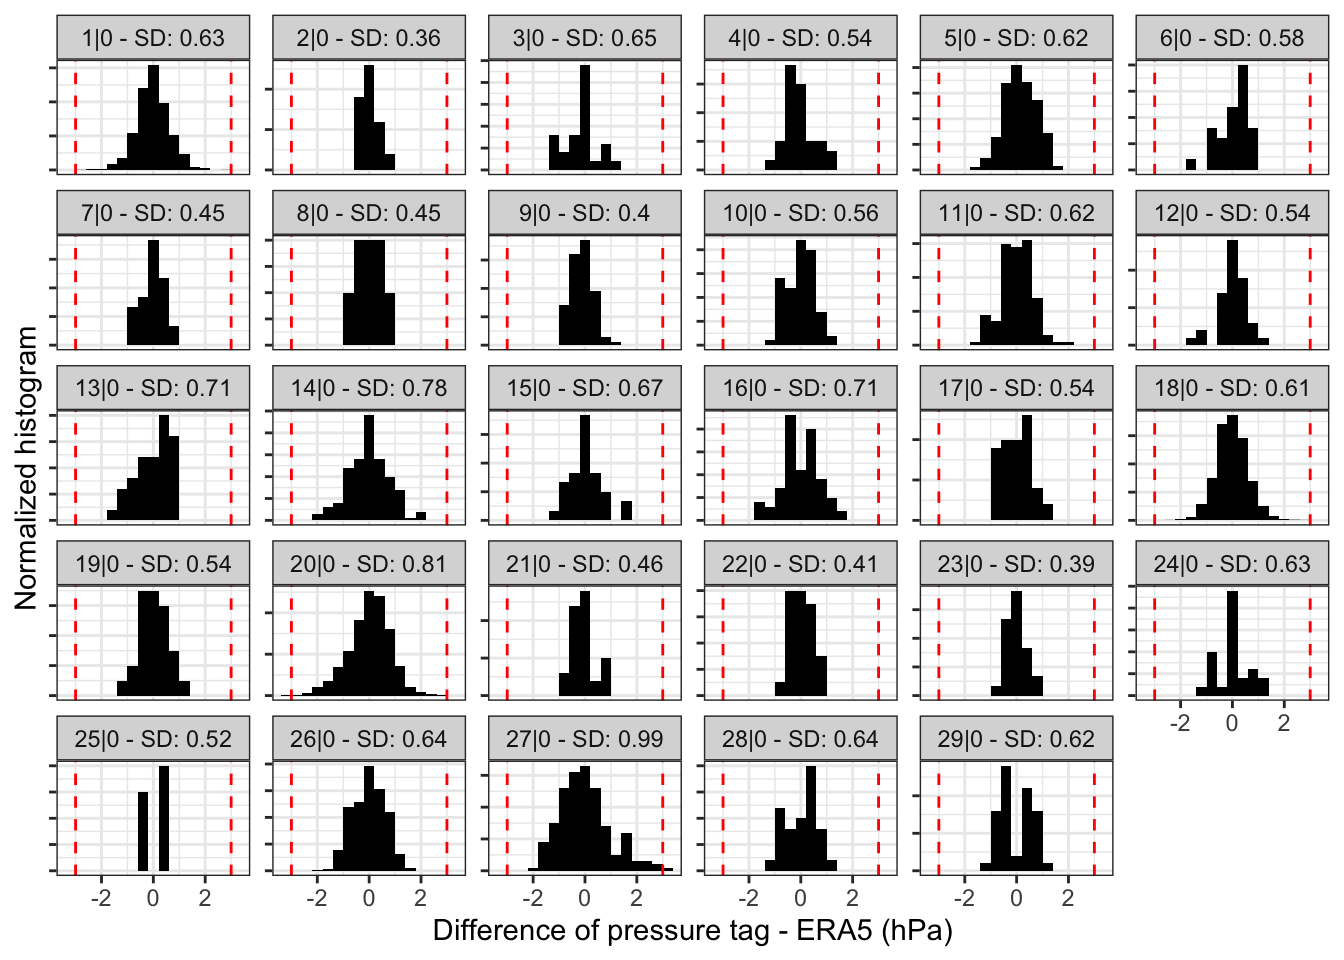 1|0 - SD: 0.63
2|0 - SD: 0.36
3|0 - SD: 0.65
4|0 - SD: 0.54
5|0 - SD: 0.62
6|0 - SD: 0.58
7|0 - SD: 0.45
8|0 - SD: 0.45
9|0 - SD: 0.4
10|0 - SD: 0.56
11|0 - SD: 0.62
12|0 - SD: 0.54
13|0 - SD: 0.71
14|0 - SD: 0.78
15|0 - SD: 0.67
16|0 - SD: 0.71
17|0 - SD: 0.54
18|0 - SD: 0.61
19|0 - SD: 0.54
20|0 - SD: 0.81
21|0 - SD: 0.46
22|0 - SD: 0.41
23|0 - SD: 0.39
24|0 - SD: 0.63
-2 0 2
25|0 - SD: 0.52
26|0 - SD: 0.64
27|0 - SD: 0.99
28|0 - SD: 0.64
29|0 - SD: 0.62
-2 0 2
-2 0 2
-2 0 2
-2 0 2
-2 0 2
Difference of pressure tag - ERA5 (hPa)
Normalized histogram